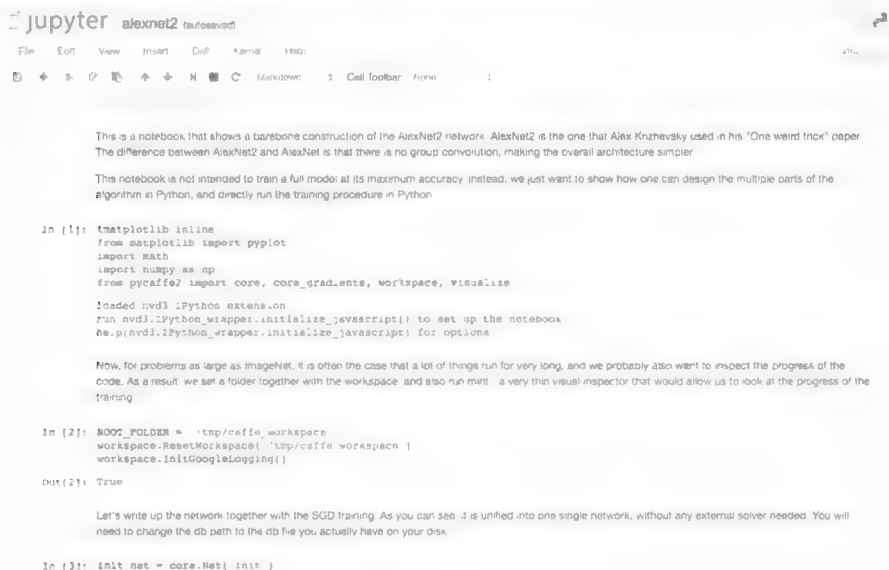 jupyter alexnet2 (autosaved)
File Edit View Insert Cell Kernel Help
Markdown Cell Toolbar None
This is a notebook that shows a barebone construction of the AlexNet2 network. AlexNet2 is the one that Alex Krizhevsky used in his "One weird trick" paper
The difference between AlexNet2 and AlexNet is that there is no group convolution, making the overall architecture simpler
This notebook is not intended to train a full model at its maximum accuracy. Instead, we just want to show how one can design the multiple parts of the
algorithm in Python, and directly run the training procedure in Python
In [1]: %matplotlib inline
from matplotlib import pyplot
import math
import numpy as np
from pycaffe2 import core, core_gradients, workspace, visualize
loaded nvd3 IPython extension
run nvd3.IPython_wrapper.initialize_javascript() to set up the notebook
help(nvd3.IPython_wrapper.initialize_javascript) for options
Now, for problems as large as ImageNet, it is often the case that a lot of things run for very long, and we probably also want to inspect the progress of the
code. As a result we set a folder together with the workspace and also run mint a very thin visual inspector that would allow us to look at the progress of the
training
In [2]: ROOT_FOLDER = '/tmp/caffe_workspace
workspace.ResetWorkspace( '/tmp/caffe_workspace )
workspace.InitGoogleLogging()
Out[2]: True
Let's write up the network together with the SGD training. As you can see it is unified into one single network, without any external solver needed. You will
need to change the db path to the db file you actually have on your disk
In [3]: init_net = core.Net( init )